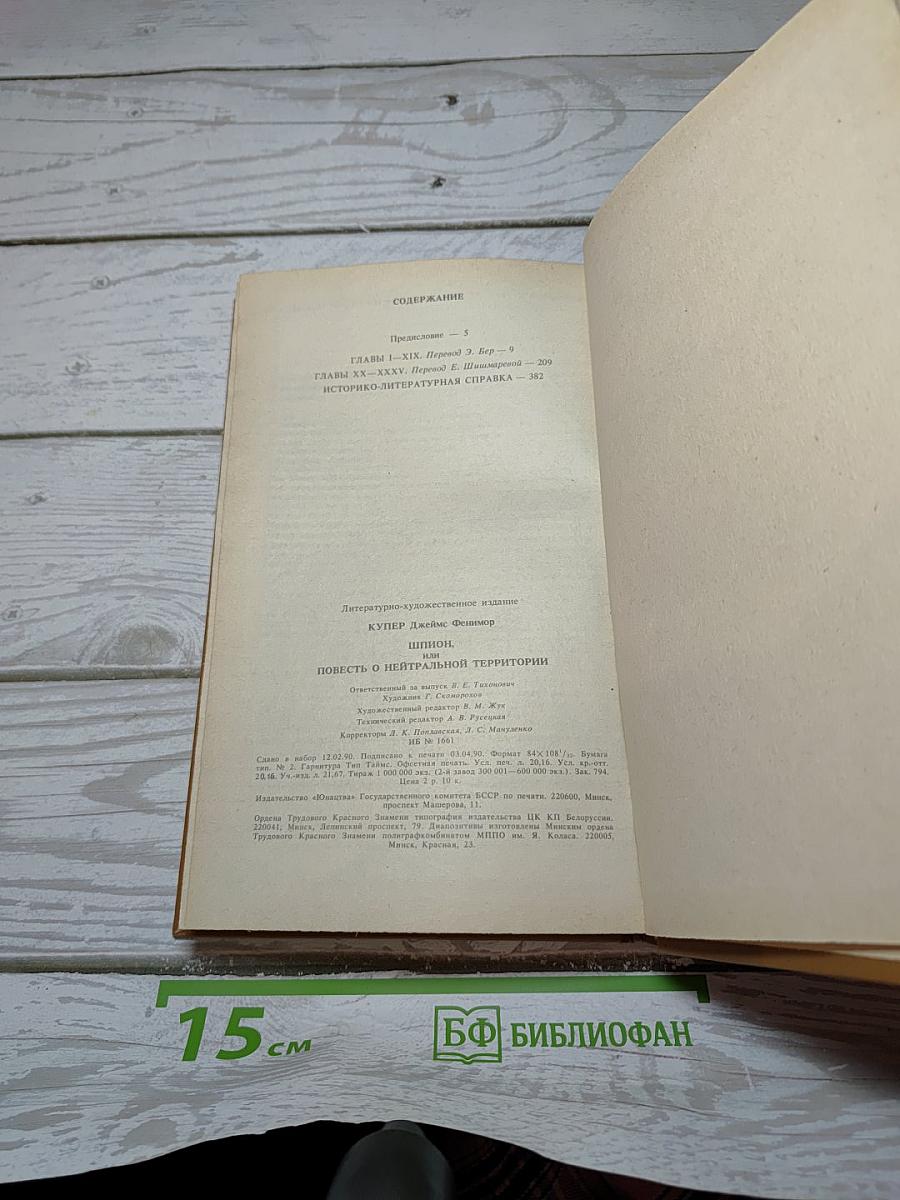 СОДЕРЖАНИЕ
Предисловие — 5
ГЛАВЫ I—XIX. Перевод Э. Бер — 9
ГЛАВЫ XX—XXXV. Перевод Е. Шишмаревой — 209
ИСТОРИКО-ЛИТЕРАТУРНАЯ СПРАВКА — 382
Литературно-художественное издание
КУПЕР Джеймс Фенимор
ШПИОН,
или
ПОВЕСТЬ О НЕЙТРАЛЬНОЙ ТЕРРИТОРИИ
Ответственный за выпуск В. Е. Тихонович
Художник Г. Скоморохов
Художественный редактор В. М. Жук
Технический редактор А. В. Русецкая
Корректоры Л. К. Поплавская, Л. С. Мануленко
ИБ № 1661
Сдано в набор 12.02.90. Подписано к печати 03.04.90. Формат 84×108¹/₃₂. Бумага
тип. № 2. Гарнитура Тип Таймс. Офсетная печать. Усл. печ. л. 20,16. Усл. кр.-отт.
20,16. Уч.-изд. л. 21,67. Тираж 1 000 000 экз. (2-й завод 300 001—600 000 экз.). Зак. 794.
Цена 2 р. 10 к.
Издательство «Юнацтва» Государственного комитета БССР по печати. 220600, Минск,
проспект Машерова, 11.
Ордена Трудового Красного Знамени типография издательства ЦК КП Белоруссии.
220041, Минск, Ленинский проспект, 79. Диапозитивы изготовлены Минским ордена
Трудового Красного Знамени полиграфкомбинатом МППО им. Я. Коласа. 220005,
Минск, Красная, 23.
15 см
БФ БИБЛИОФАН